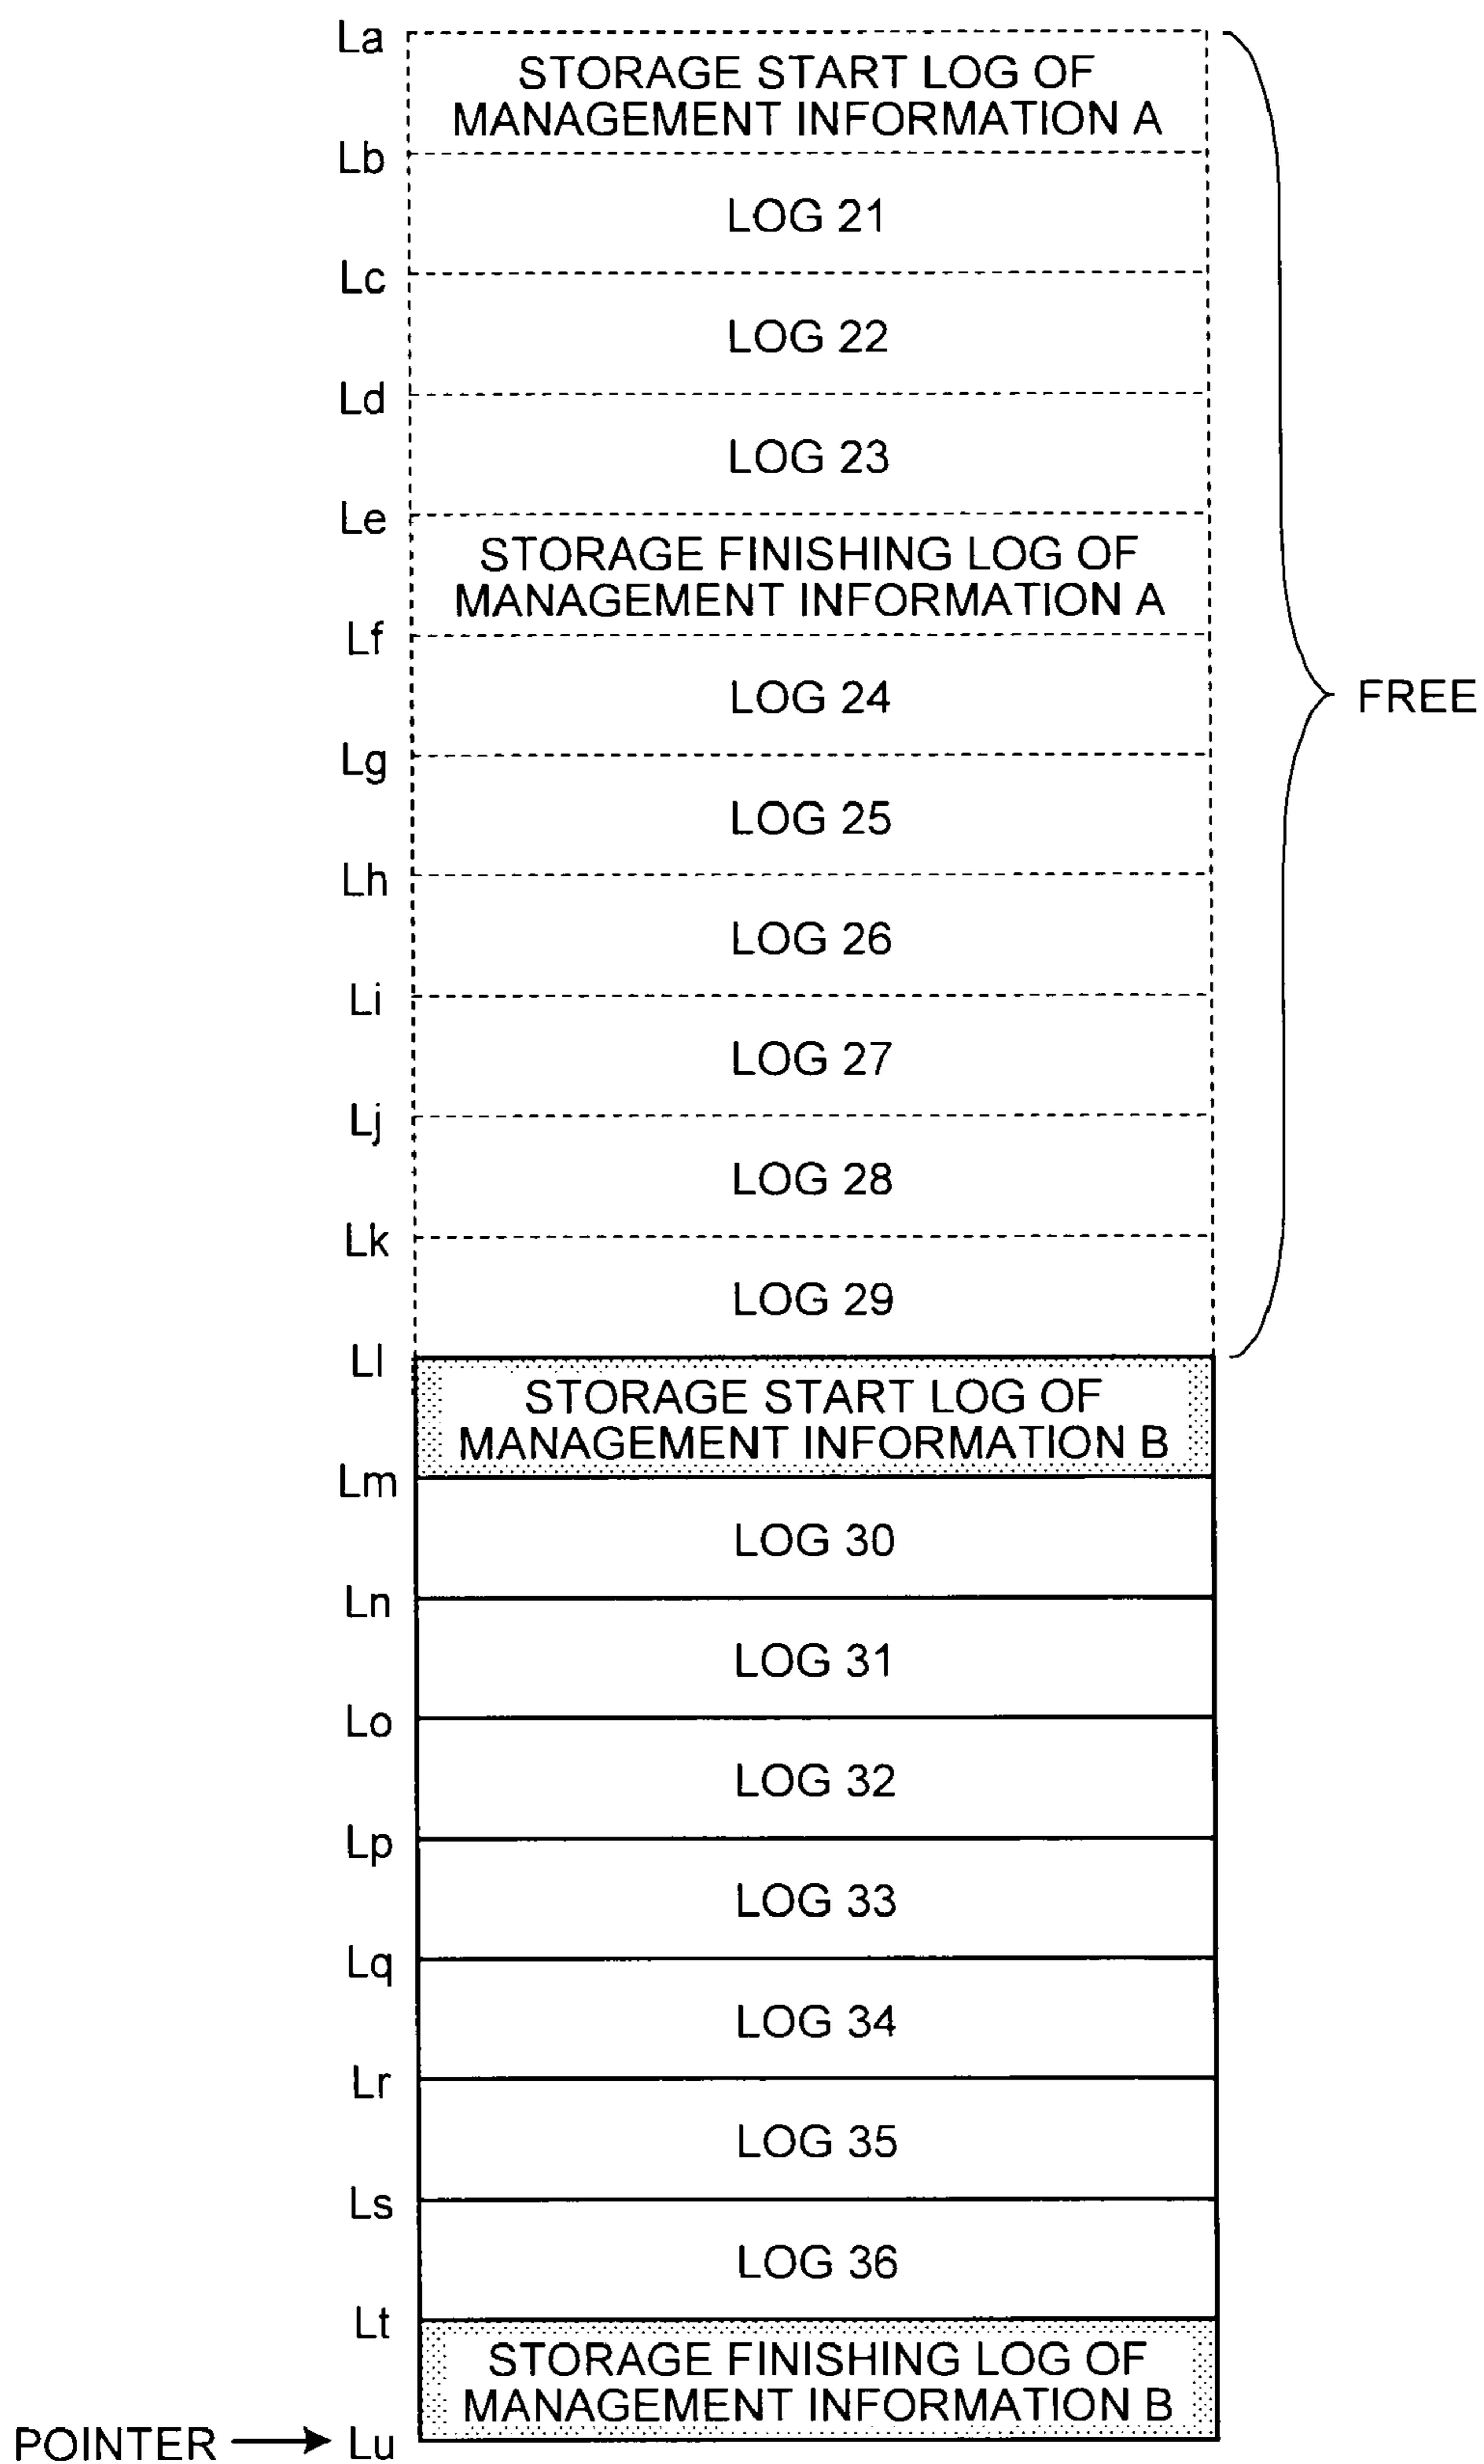 La
STORAGE START LOG OF
MANAGEMENT INFORMATION A
Lb
LOG 21
Lc
LOG 22
Ld
LOG 23
Le
STORAGE FINISHING LOG OF
MANAGEMENT INFORMATION A
Lf
LOG 24
FREE
Lg
LOG 25
Lh
LOG 26
Li
LOG 27
Lj
LOG 28
Lk
LOG 29
Ll
STORAGE START LOG OF
MANAGEMENT INFORMATION B
Lm
LOG 30
Ln
LOG 31
Lo
LOG 32
Lp
LOG 33
Lq
LOG 34
Lr
LOG 35
Ls
LOG 36
Lt
STORAGE FINISHING LOG OF
MANAGEMENT INFORMATION B
POINTER Lu